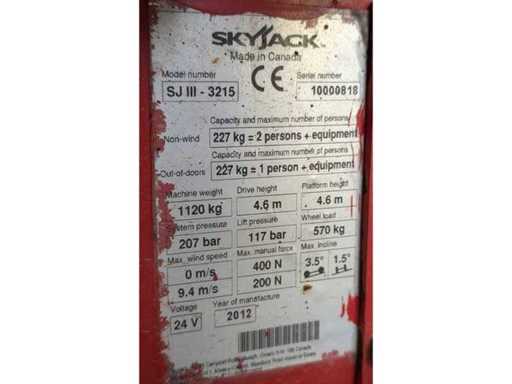 SKYJACK
Made in Canada
Model number
CE
Serial number
SJ III - 3215
10000818
Capacity and maximum number of persons
Non-wind
227 kg = 2 persons + equipment
Capacity and maximum number of persons
Out-of-doors
227 kg = 1 person + equipment
Machine weight
Drive height
Platform height
1120 kg
4.6 m
4.6 m
System pressure
Lift pressure
Wheel load
207 bar
117 bar
570 kg
Max. wind speed
Max. manual force
Max. incline
0 m/s
400 N
3.5°
1.5°
9.4 m/s
200 N
Voltage
Year of manufacture
24 V
2012